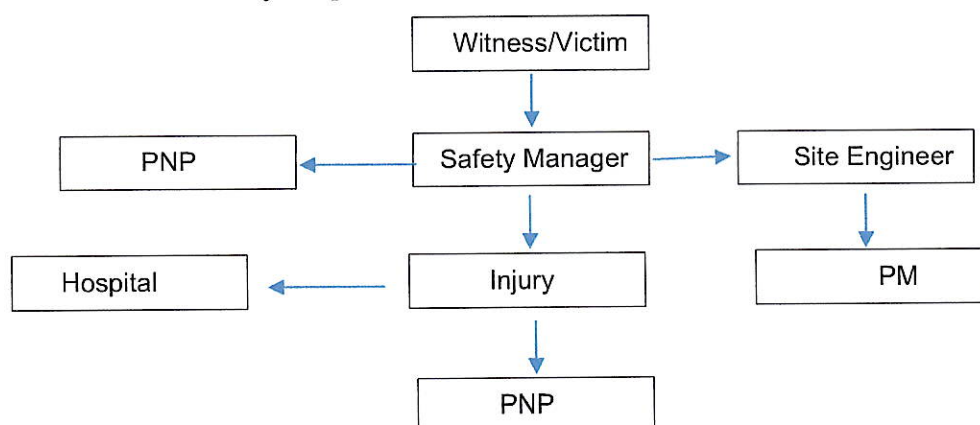 Witness/Victim
PNP
Safety Manager
Site Engineer
Hospital
Injury
PM
PNP